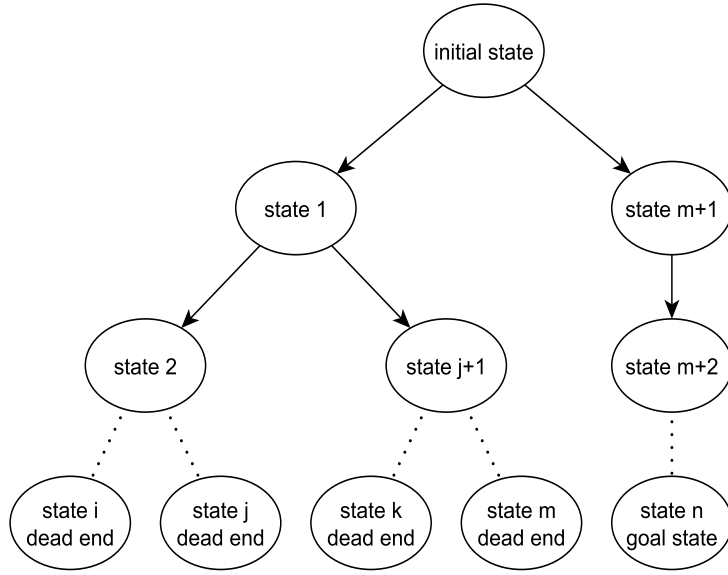 initial state
state 1
state m+1
state 2
state j+1
state m+2
state i
dead end
state j
dead end
state k
dead end
state m
dead end
state n
goal state